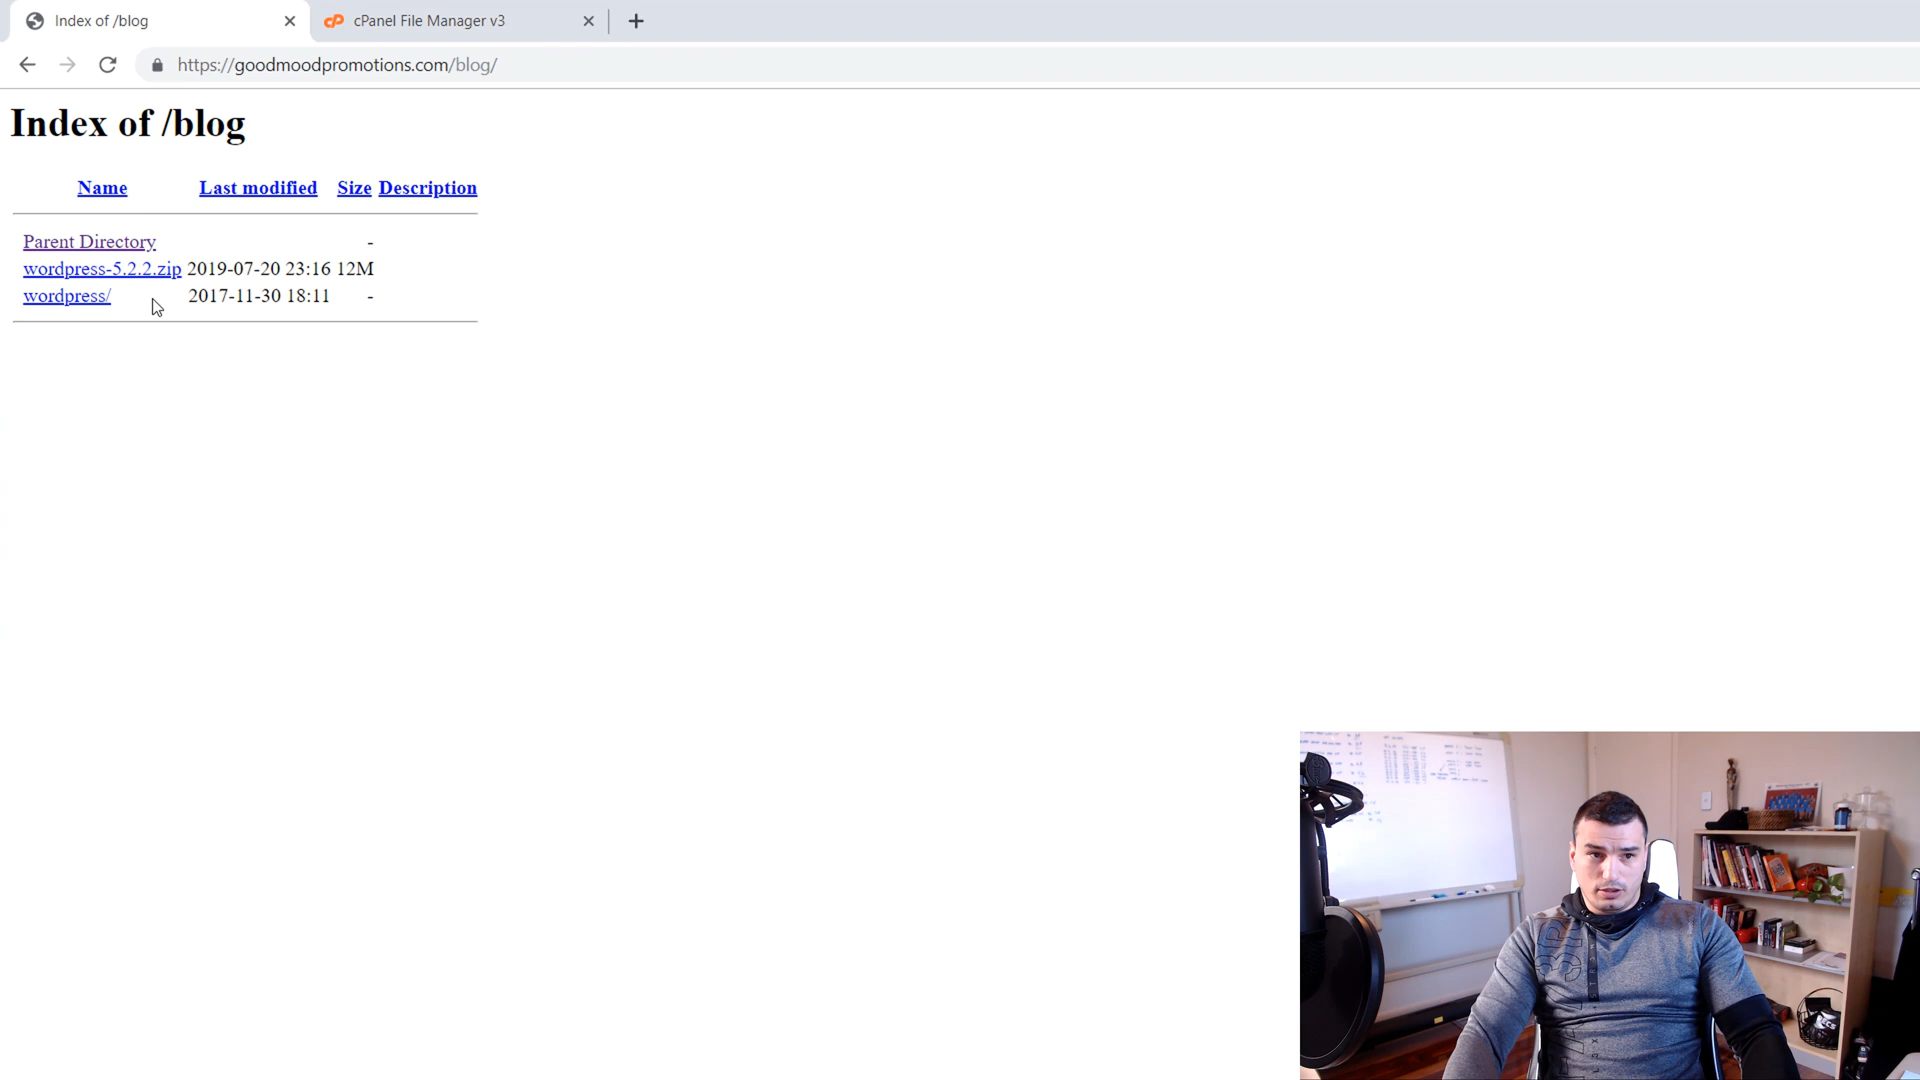 Index of /blog
cPanel File Manager v3
https://goodmoodpromotions.com/blog/
Index of /blog
Name Last modified Size Description
Parent Directory -
wordpress-5.2.2.zip 2019-07-20 23:16 12M
wordpress/ 2017-11-30 18:11 -